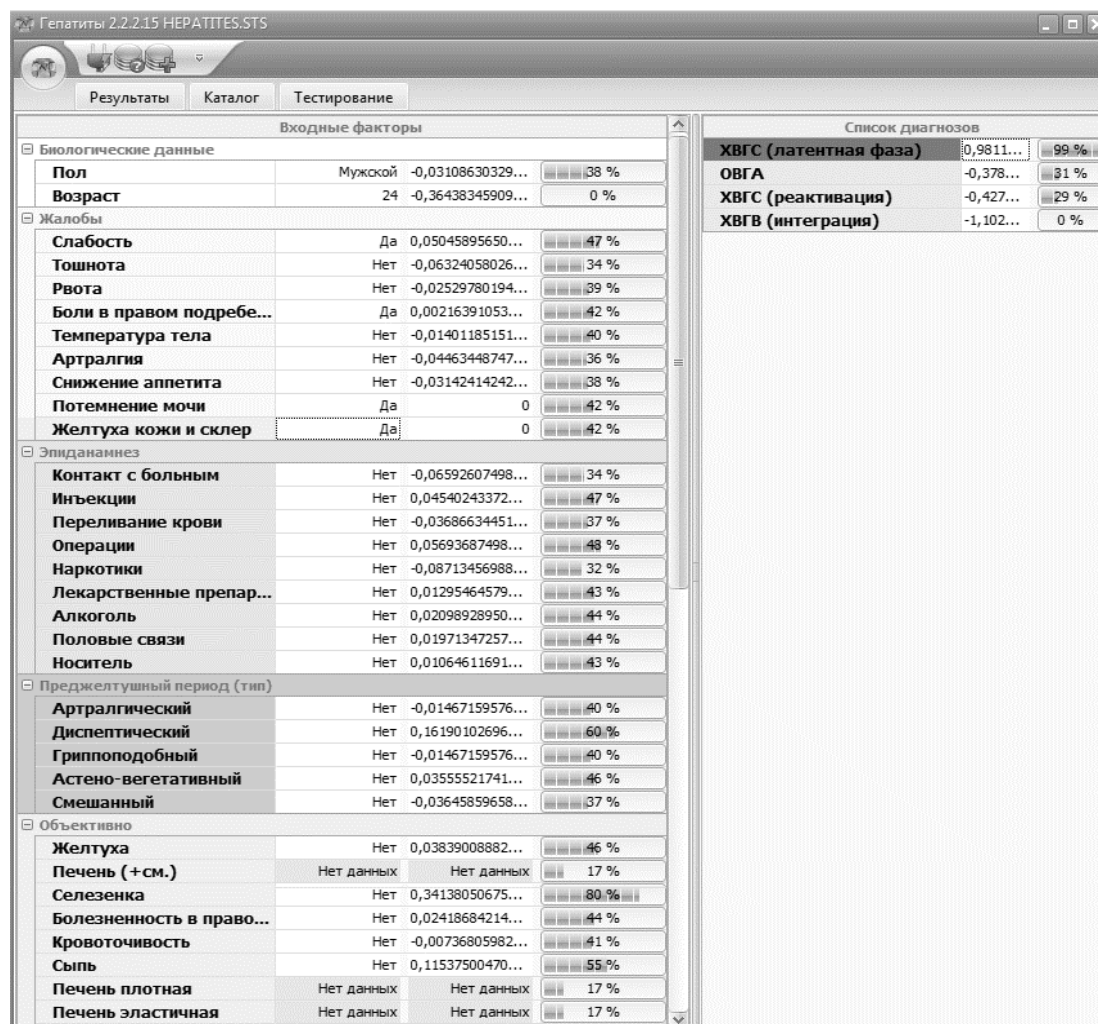 Гепатиты 2.2.2.15 HEPATITES.STS
Результаты Каталог Тестирование
Входные факторы
Биологические данные
Пол Мужской -0,03108630329... 38 %
Возраст 24 -0,36438345909... 0 %
Жалобы
Слабость Да 0,05045895650... 47 %
Тошнота Нет -0,06324058026... 34 %
Рвота Нет -0,02529780194... 39 %
Боли в правом подребе... Да 0,00216391053... 42 %
Температура тела Нет -0,01401185151... 40 %
Артралгия Нет -0,04463448747... 36 %
Снижение аппетита Нет -0,03142414242... 38 %
Потемнение мочи Да 0 42 %
Желтуха кожи и склер Да 0 42 %
Эпиданамнез
Контакт с больным Нет -0,06592607498... 34 %
Инъекции Нет 0,04540243372... 47 %
Переливание крови Нет -0,03686634451... 37 %
Операции Нет 0,05693687498... 48 %
Наркотики Нет -0,08713456988... 32 %
Лекарственные препар... Нет 0,01295464579... 43 %
Алкоголь Нет 0,02098928950... 44 %
Половые связи Нет 0,01971347257... 44 %
Носитель Нет 0,01064611691... 43 %
Преджелтушный период (тип)
Артралгический Нет -0,01467159576... 40 %
Диспептический Нет 0,16190102696... 60 %
Гриппоподобный Нет -0,01467159576... 40 %
Астено-вегетативный Нет 0,03555521741... 46 %
Смешанный Нет -0,03645859658... 37 %
Объективно
Желтуха Нет 0,03839008882... 46 %
Печень (+см.) Нет данных Нет данных 17 %
Селезенка Нет 0,34138050675... 80 %
Болезненность в право... Нет 0,02418684214... 44 %
Кровоточивость Нет -0,00736805982... 41 %
Сыпь Нет 0,11537500470... 55 %
Печень плотная Нет данных Нет данных 17 %
Печень эластичная Нет данных Нет данных 17 %
Список диагнозов
ХВГС (латентная фаза) 0,9811... 99 %
ОВГА -0,378... 31 %
ХВГС (реактивация) -0,427... 29 %
ХВГВ (интеграция) -1,102... 0 %